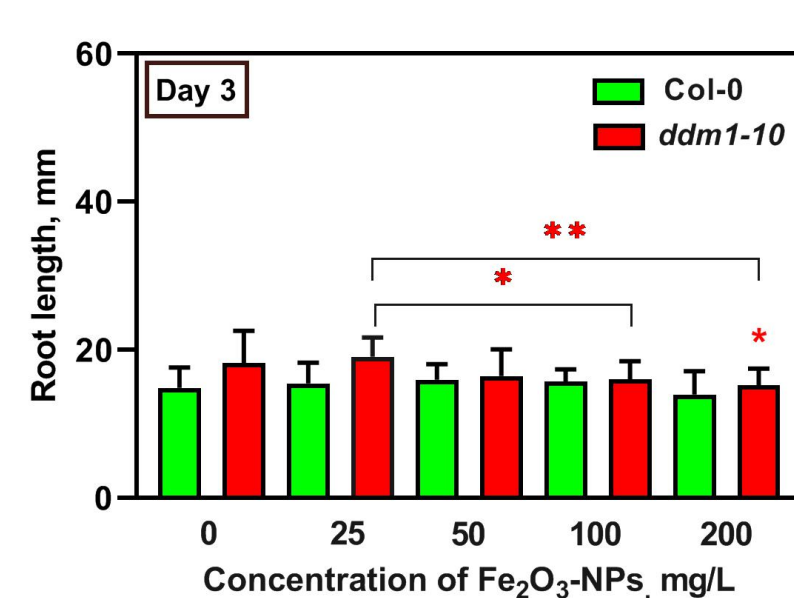 60
Day 3
Col-0
ddm1-10
Root length, mm
40
**
*
20
*
0
0 25 50 100 200
Concentration of Fe₂O₃-NPs, mg/L